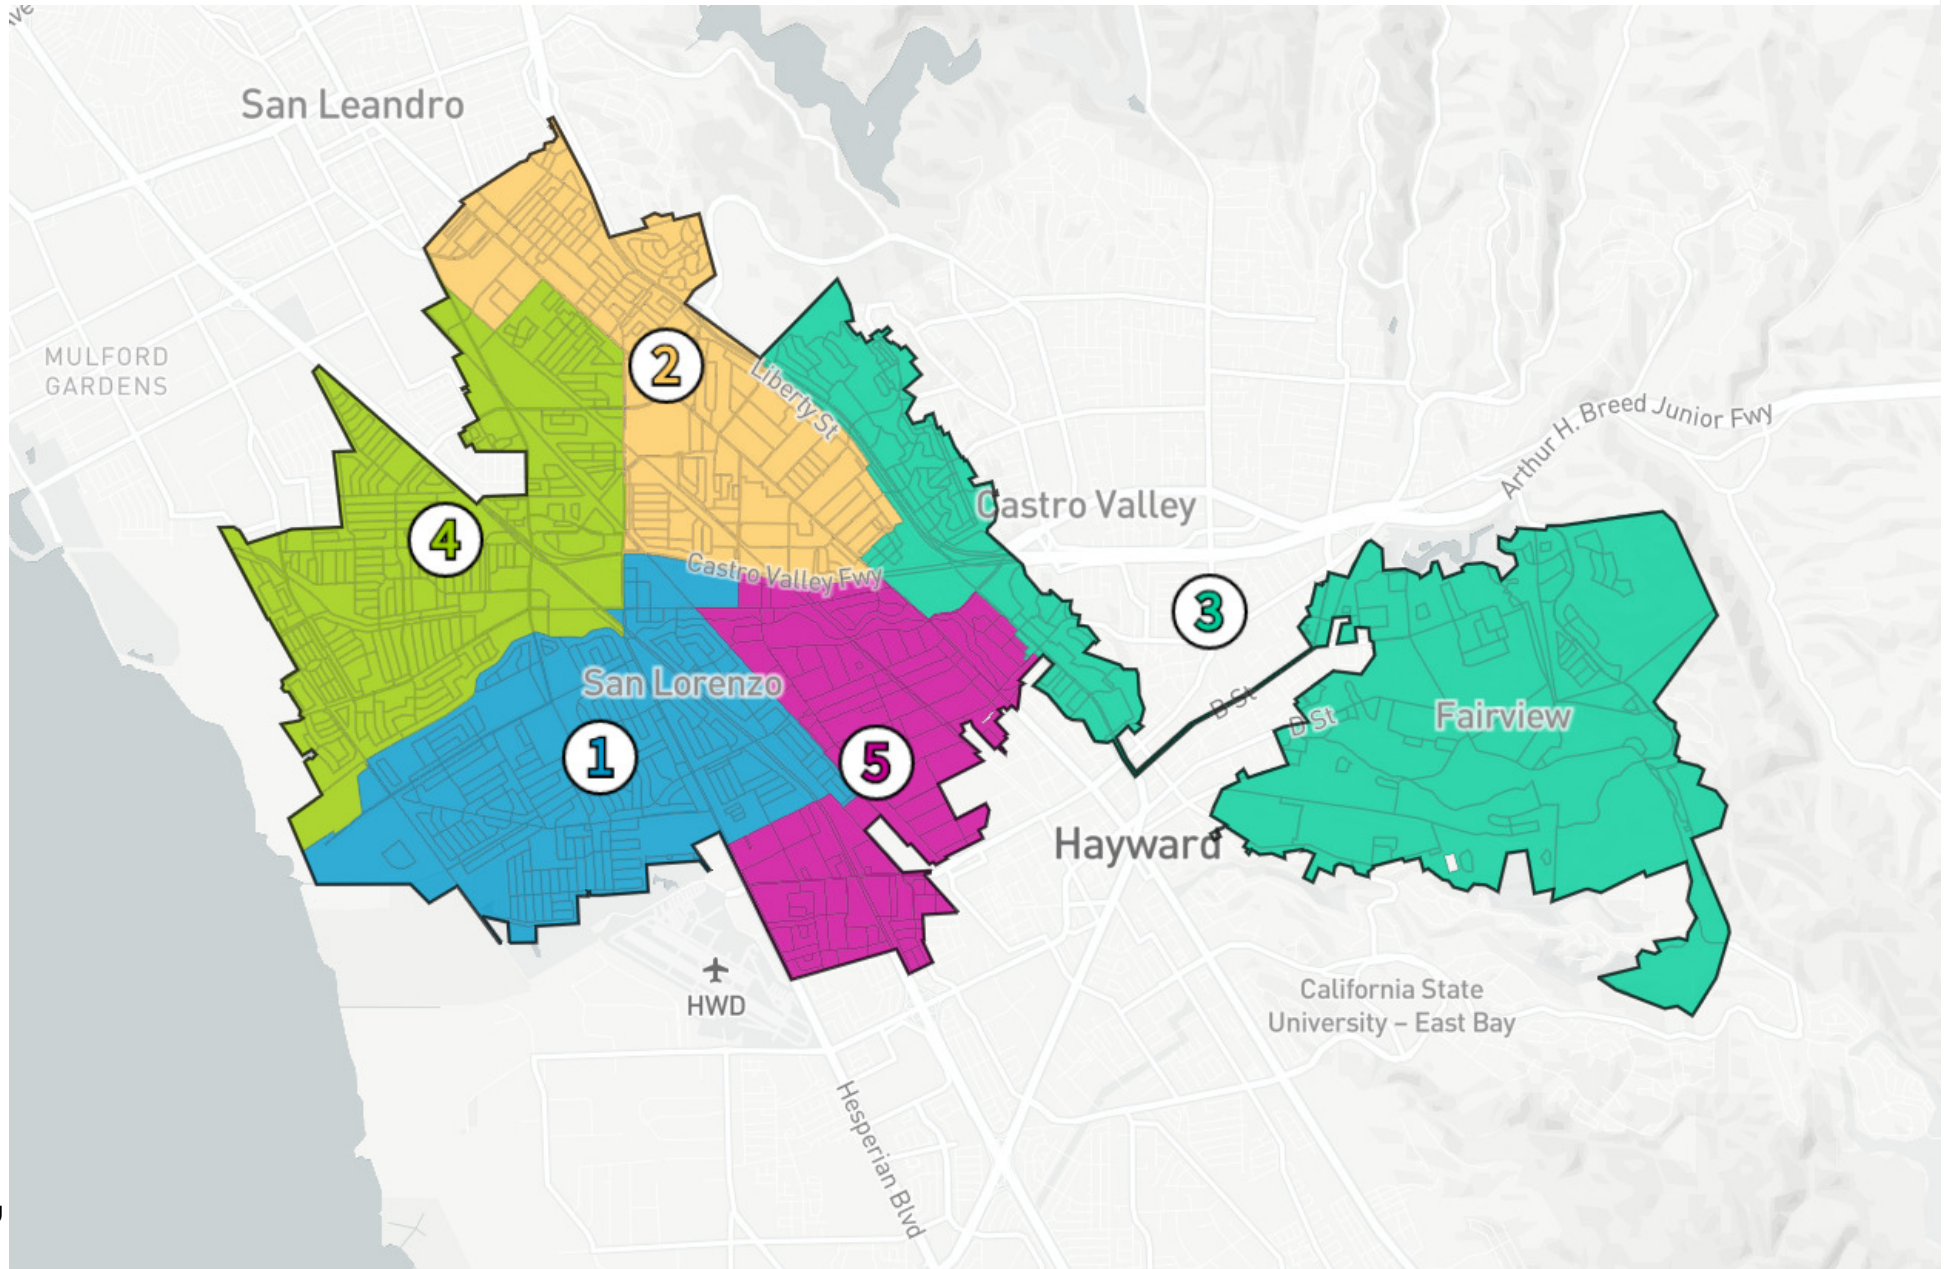 San Leandro
MULFORD
GARDENS
2
Liberty St
Arthur H. Breed Junior Fwy
Castro Valley
4
Castro Valley Fwy
3
San Lorenzo
B St
D St
Fairview
1
5
Hayward
HWD
California State
University – East Bay
Hesperian Blvd